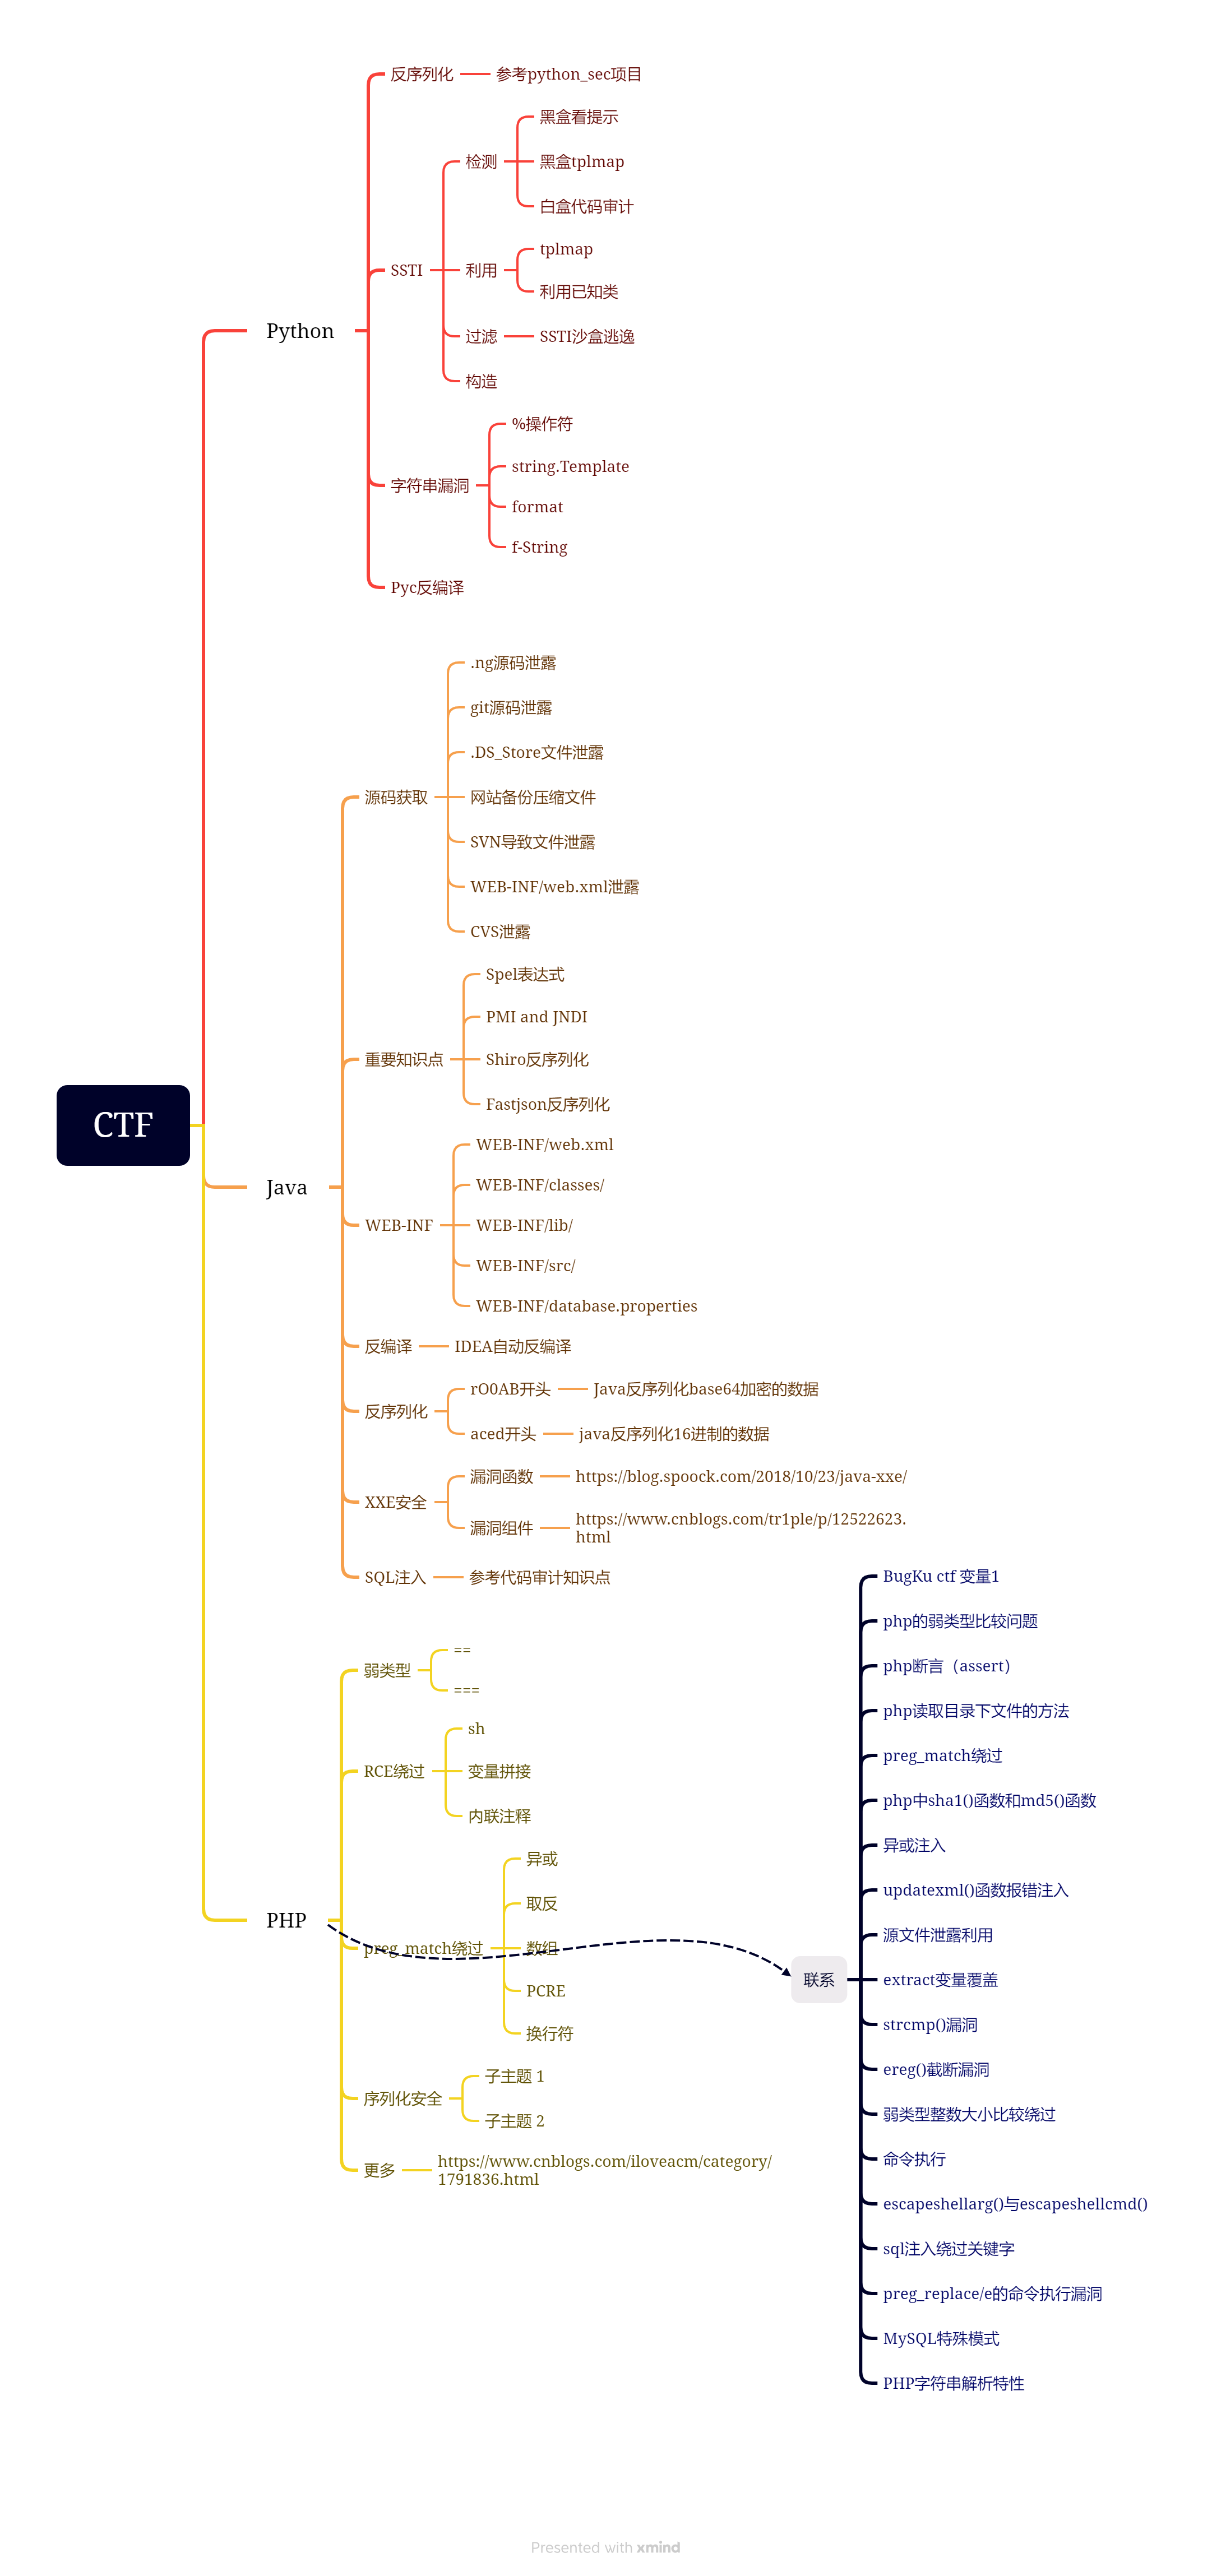 反序列化
参考python_sec项目
SSTI
检测
黑盒看提示
黑盒tplmap
白盒代码审计
利用
tplmap
利用已知类
过滤
SSTI沙盒逃逸
构造
Python
字符串漏洞
%操作符
string.Template
format
f-String
Pyc反编译
CTF
Java
源码获取
.ng源码泄露
git源码泄露
.DS_Store文件泄露
网站备份压缩文件
SVN导致文件泄露
WEB-INF/web.xml泄露
CVS泄露
重要知识点
Spel表达式
PMI and JNDI
Shiro反序列化
Fastjson反序列化
WEB-INF
WEB-INF/web.xml
WEB-INF/classes/
WEB-INF/lib/
WEB-INF/src/
WEB-INF/database.properties
反编译
IDEA自动反编译
反序列化
rO0AB开头
Java反序列化base64加密的数据
aced开头
java反序列化16进制的数据
XXE安全
漏洞函数
https://blog.spoock.com/2018/10/23/java-xxe/
漏洞组件
https://www.cnblogs.com/tr1ple/p/12522623.
html
SQL注入
参考代码审计知识点
PHP
弱类型
==
===
RCE绕过
sh
变量拼接
内联注释
preg_match绕过
异或
取反
数组
PCRE
换行符
序列化安全
子主题 1
子主题 2
更多
https://www.cnblogs.com/iloveacm/category/
1791836.html
联系
BugKu ctf 变量1
php的弱类型比较问题
php断言（assert）
php读取目录下文件的方法
preg_match绕过
php中sha1()函数和md5()函数
异或注入
updatexml()函数报错注入
源文件泄露利用
extract变量覆盖
strcmp()漏洞
ereg()截断漏洞
弱类型整数大小比较绕过
命令执行
escapeshellarg()与escapeshellcmd()
sql注入绕过关键字
preg_replace/e的命令执行漏洞
MySQL特殊模式
PHP字符串解析特性
Presented with xmind